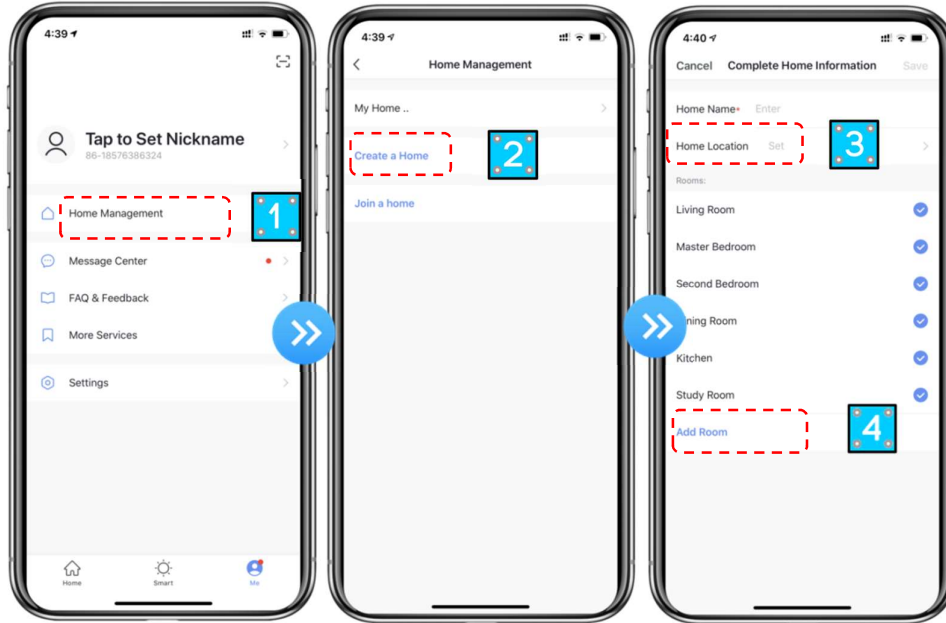 4:39
Tap to Set Nickname
86-18576386324
Home Management
1
Message Center
FAQ & Feedback
More Services
Settings
Home
Smart
Me
4:39
Home Management
My Home ..
Create a Home
2
Join a home
4:40
Cancel Complete Home Information Save
Home Name* Enter
Home Location Set
3
Rooms:
Living Room
Master Bedroom
Second Bedroom
ning Room
Kitchen
Study Room
Add Room
4